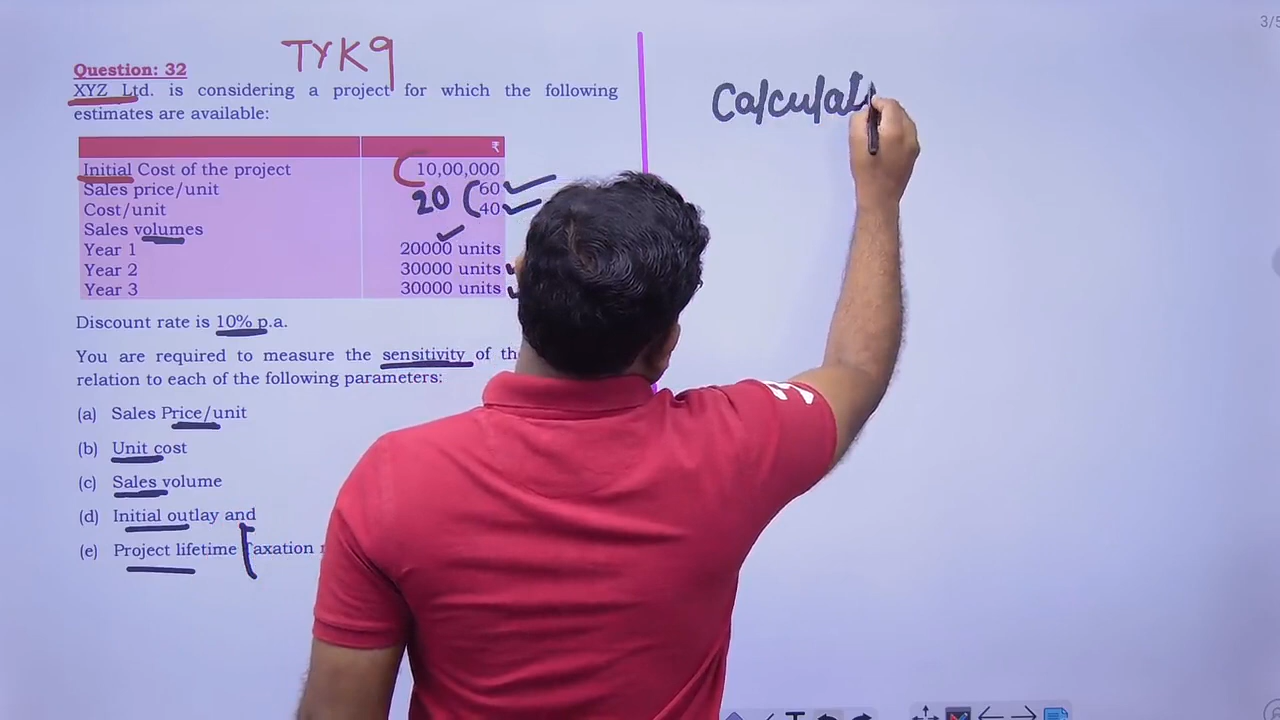 TYK9
Question: 32
XYZ Ltd. is considering a project for which the following
estimates are available:
₹
Initial Cost of the project 10,00,000
Sales price/unit 60
Cost/unit 40
20
Sales volumes
Year 1 20000 units
Year 2 30000 units
Year 3 30000 units
Discount rate is 10% p.a.
You are required to measure the sensitivity of
relation to each of the following parameters:
(a) Sales Price/unit
(b) Unit cost
(c) Sales volume
(d) Initial outlay and
(e) Project lifetime Taxation
Calculati
3/5